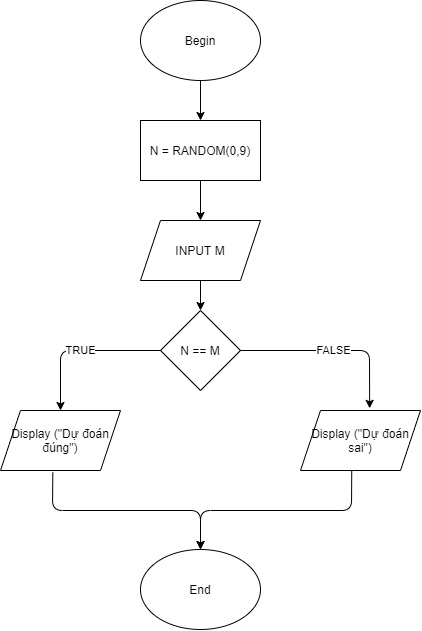 Begin
N = RANDOM(0,9)
INPUT M
TRUE
N == M
FALSE
Display ("Dự đoán
đúng")
Display ("Dự đoán
sai")
End